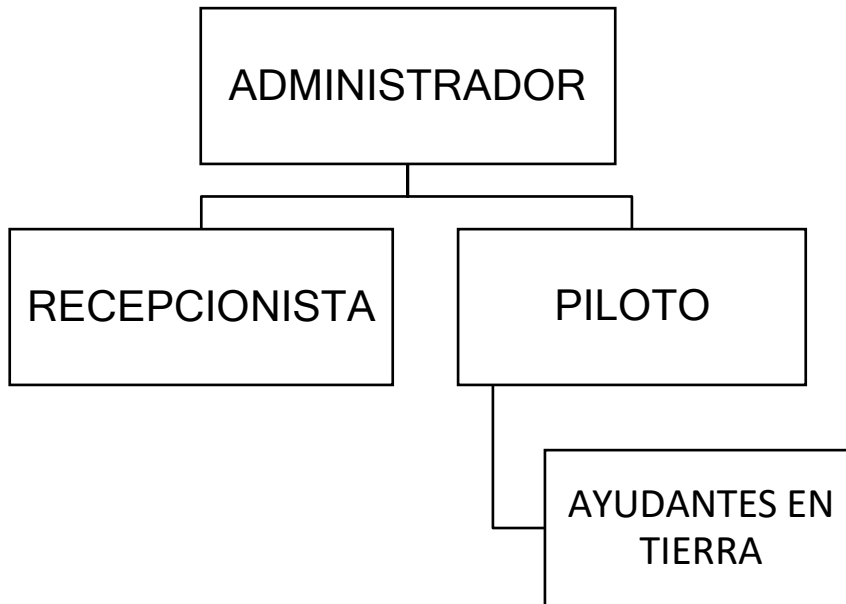 ADMINISTRADOR
RECEPCIONISTA
PILOTO
AYUDANTES EN
TIERRA